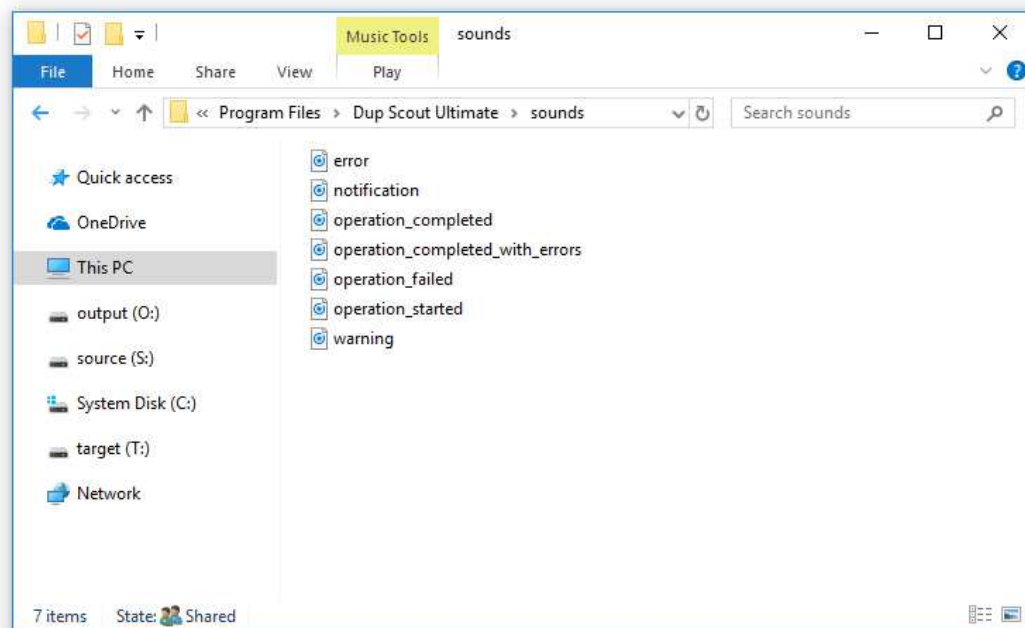 Music Tools sounds
File Home Share View Play
« Program Files > Dup Scout Ultimate > sounds Search sounds
Quick access
OneDrive
This PC
output (O:)
source (S:)
System Disk (C:)
target (T:)
Network
error
notification
operation_completed
operation_completed_with_errors
operation_failed
operation_started
warning
7 items State: Shared